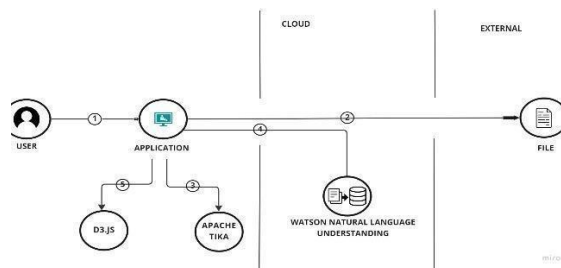 CLOUD
EXTERNAL
1
2
4
USER
APPLICATION
FILE
5
3
D3.JS
APACHE
TIKA
WATSON NATURAL LANGUAGE
UNDERSTANDING
miro